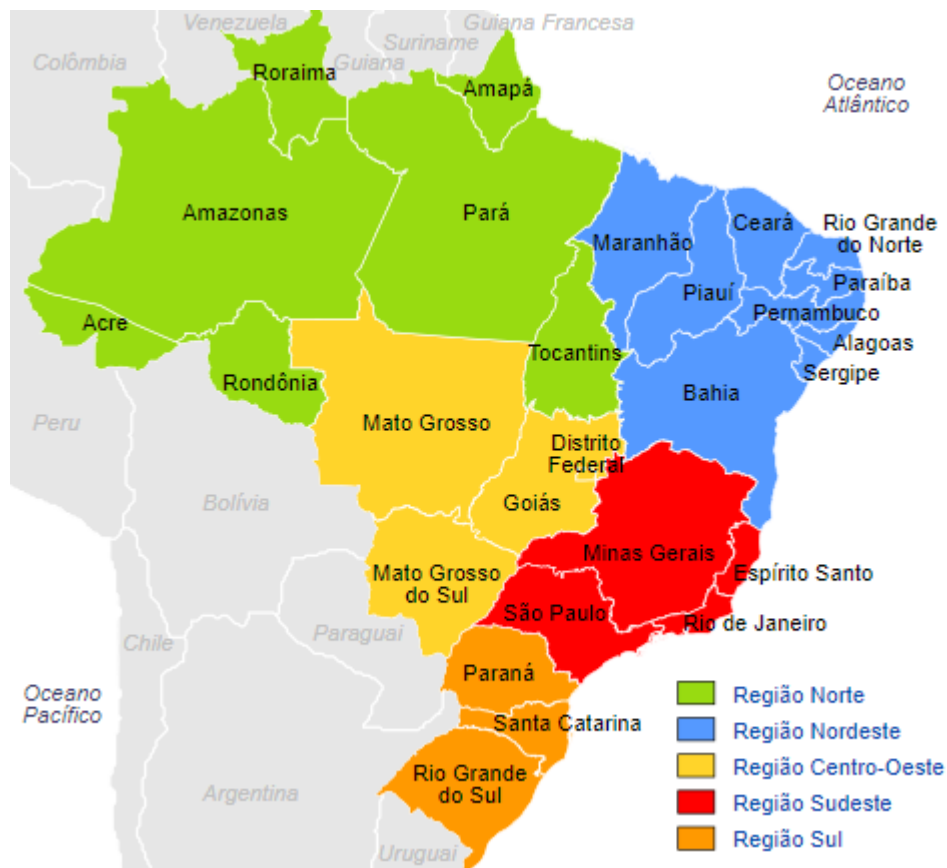 Venezuela
Guiana Francesa
Suriname
Colômbia
Guiana
Roraima
Amapá
Oceano
Atlântico
Amazonas
Pará
Maranhão
Ceará
Rio Grande
do Norte
Piauí
Paraíba
Pernambuco
Acre
Alagoas
Tocantins
Sergipe
Rondônia
Bahia
Peru
Mato Grosso
Distrito
Federal
Bolívia
Goiás
Minas Gerais
Mato Grosso
do Sul
Espírito Santo
São Paulo
Rio de Janeiro
Paraguai
Chile
Paraná
Oceano
Pacífico
Santa Catarina
Rio Grande
do Sul
Argentina
Uruguai
Região Norte
Região Nordeste
Região Centro-Oeste
Região Sudeste
Região Sul